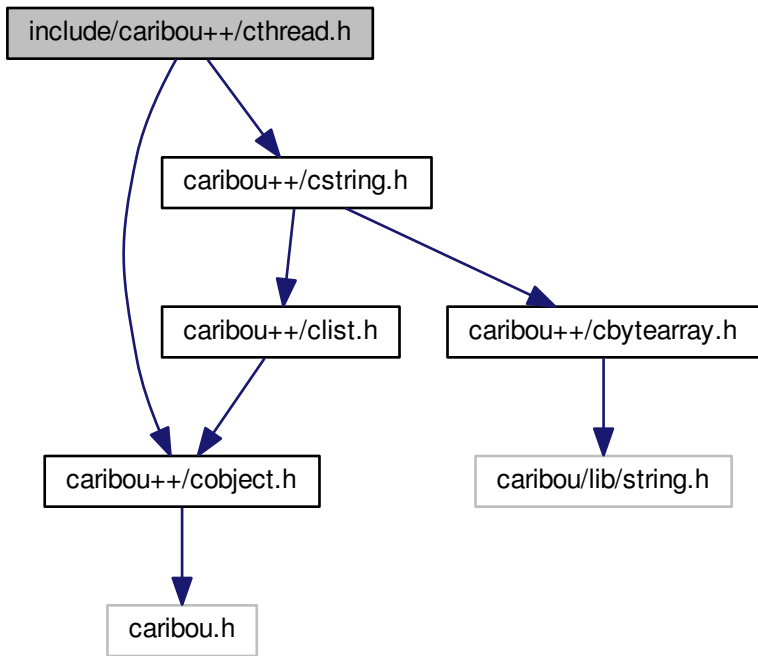 include/caribou++/cthread.h
caribou++/cstring.h
caribou++/clist.h
caribou++/cbytearray.h
caribou++/cobject.h
caribou/lib/string.h
caribou.h